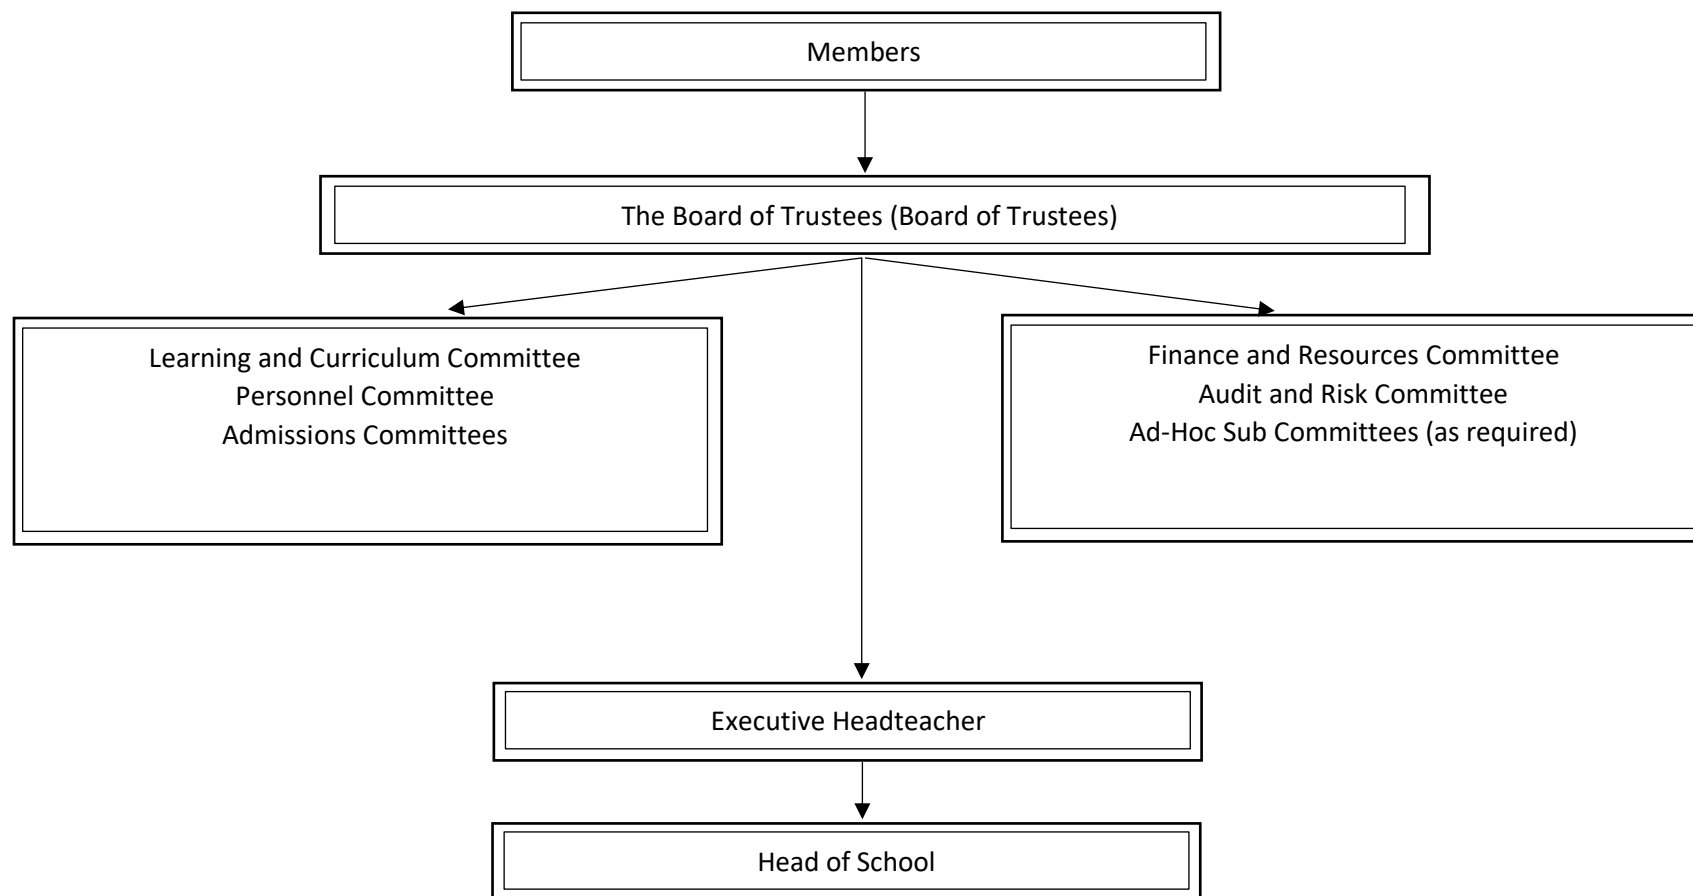 Members
The Board of Trustees (Board of Trustees)
Learning and Curriculum Committee
Personnel Committee
Admissions Committees
Finance and Resources Committee
Audit and Risk Committee
Ad-Hoc Sub Committees (as required)
Executive Headteacher
Head of School